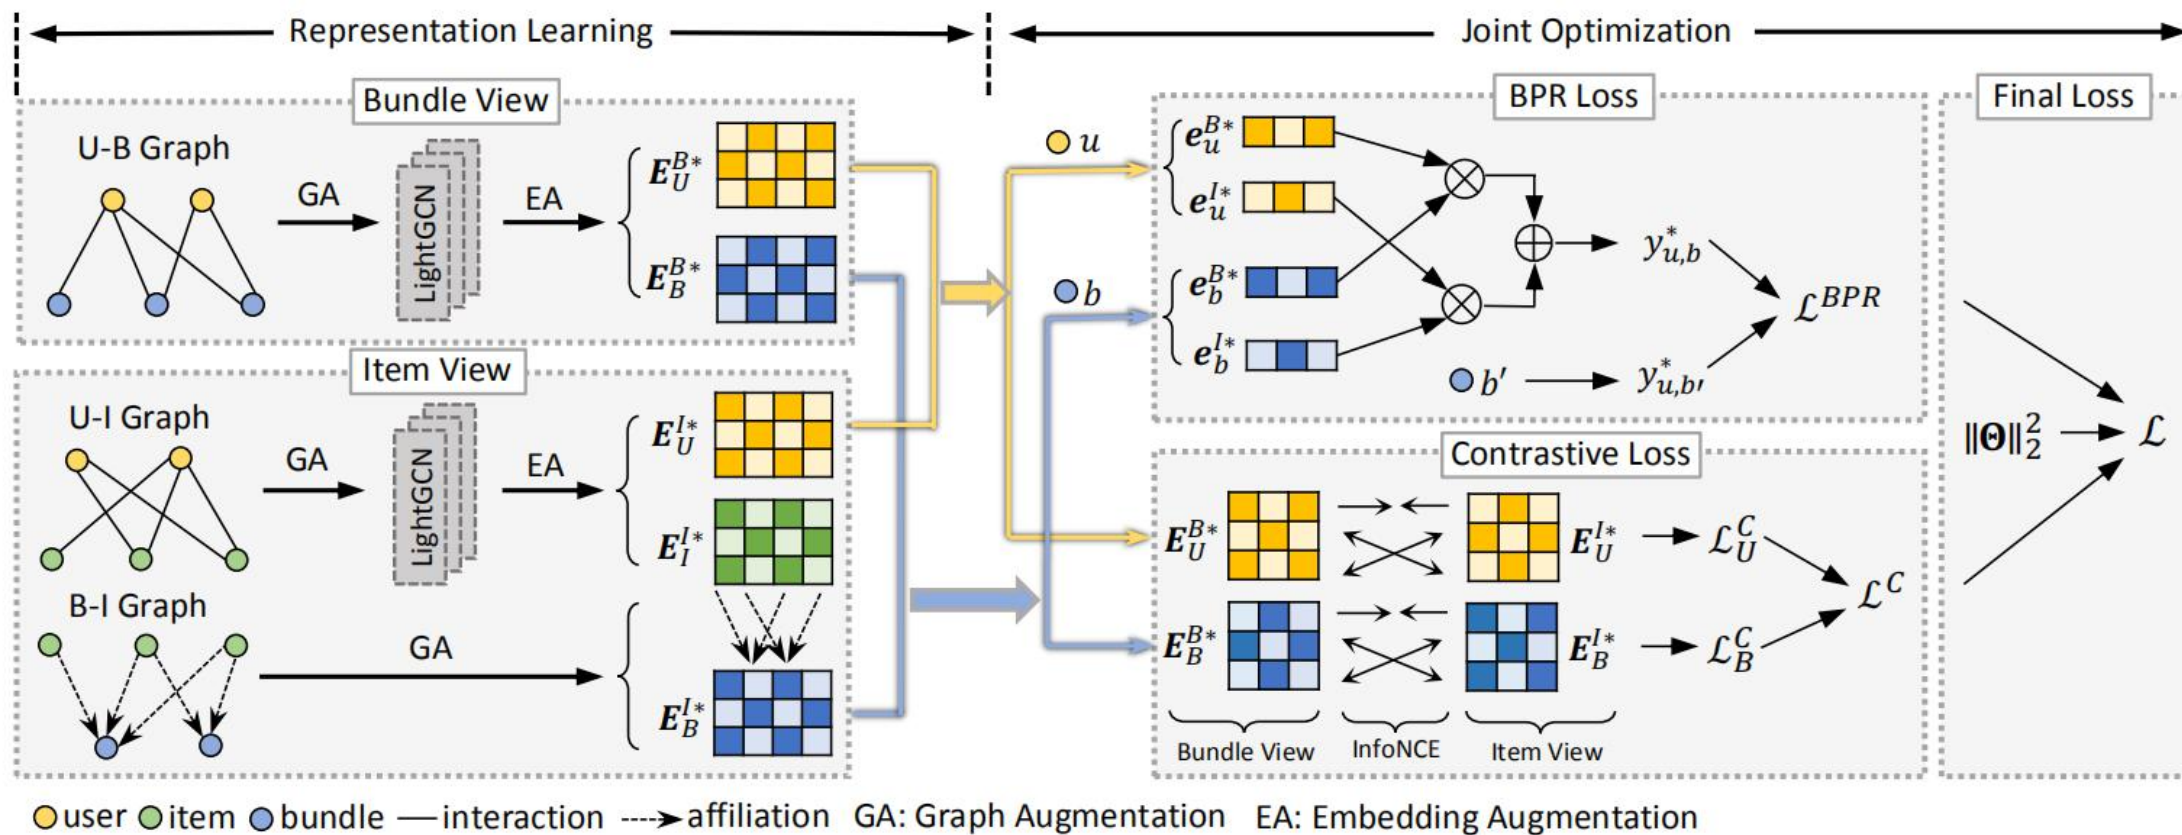 Representation Learning
Joint Optimization
Bundle View
U-B Graph
GA
LightGCN
EA
E_U^{B*}
E_B^{B*}
Item View
U-I Graph
GA
LightGCN
EA
E_U^{I*}
E_I^{I*}
B-I Graph
GA
E_B^{I*}
u
b
BPR Loss
e_u^{B*}
e_u^{I*}
e_b^{B*}
e_b^{I*}
y_{u,b}^*
b′
y_{u,b′}^*
ℒ^{BPR}
Contrastive Loss
E_U^{B*}
E_U^{I*}
ℒ_U^C
E_B^{B*}
E_B^{I*}
ℒ_B^C
ℒ^C
Bundle View
InfoNCE
Item View
Final Loss
‖Θ‖_2^2
ℒ
user item bundle interaction affiliation GA: Graph Augmentation EA: Embedding Augmentation